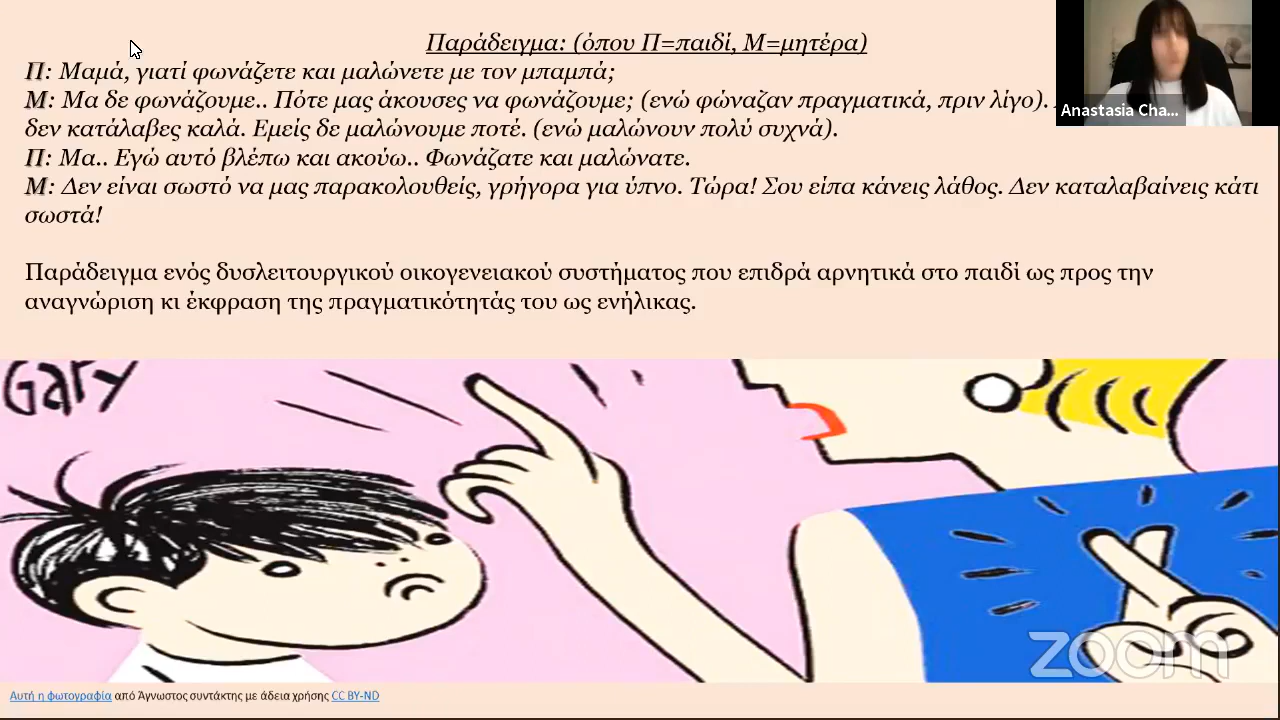 Παράδειγμα: (όπου Π=παιδί, Μ=μητέρα)
Π: Μαμά, γιατί φωνάζετε και μαλώνετε με τον μπαμπά;
Μ: Μα δε φωνάζουμε.. Πότε μας άκουσες να φωνάζουμε; (ενώ φώναζαν πραγματικά, πριν λίγο).
δεν κατάλαβες καλά. Εμείς δε μαλώνουμε ποτέ. (ενώ μαλώνουν πολύ συχνά).
Π: Μα.. Εγώ αυτό βλέπω και ακούω.. Φωνάζατε και μαλώνατε.
Μ: Δεν είναι σωστό να μας παρακολουθείς, γρήγορα για ύπνο. Τώρα! Σου είπα κάνεις λάθος. Δεν καταλαβαίνεις κάτι
σωστά!
Παράδειγμα ενός δυσλειτουργικού οικογενειακού συστήματος που επιδρά αρνητικά στο παιδί ως προς την
αναγνώριση κι έκφραση της πραγματικότητάς του ως ενήλικας.
Anastasia Cha...
Gary
zoom
Αυτή η φωτογραφία από Άγνωστος συντάκτης με άδεια χρήσης CC BY-ND